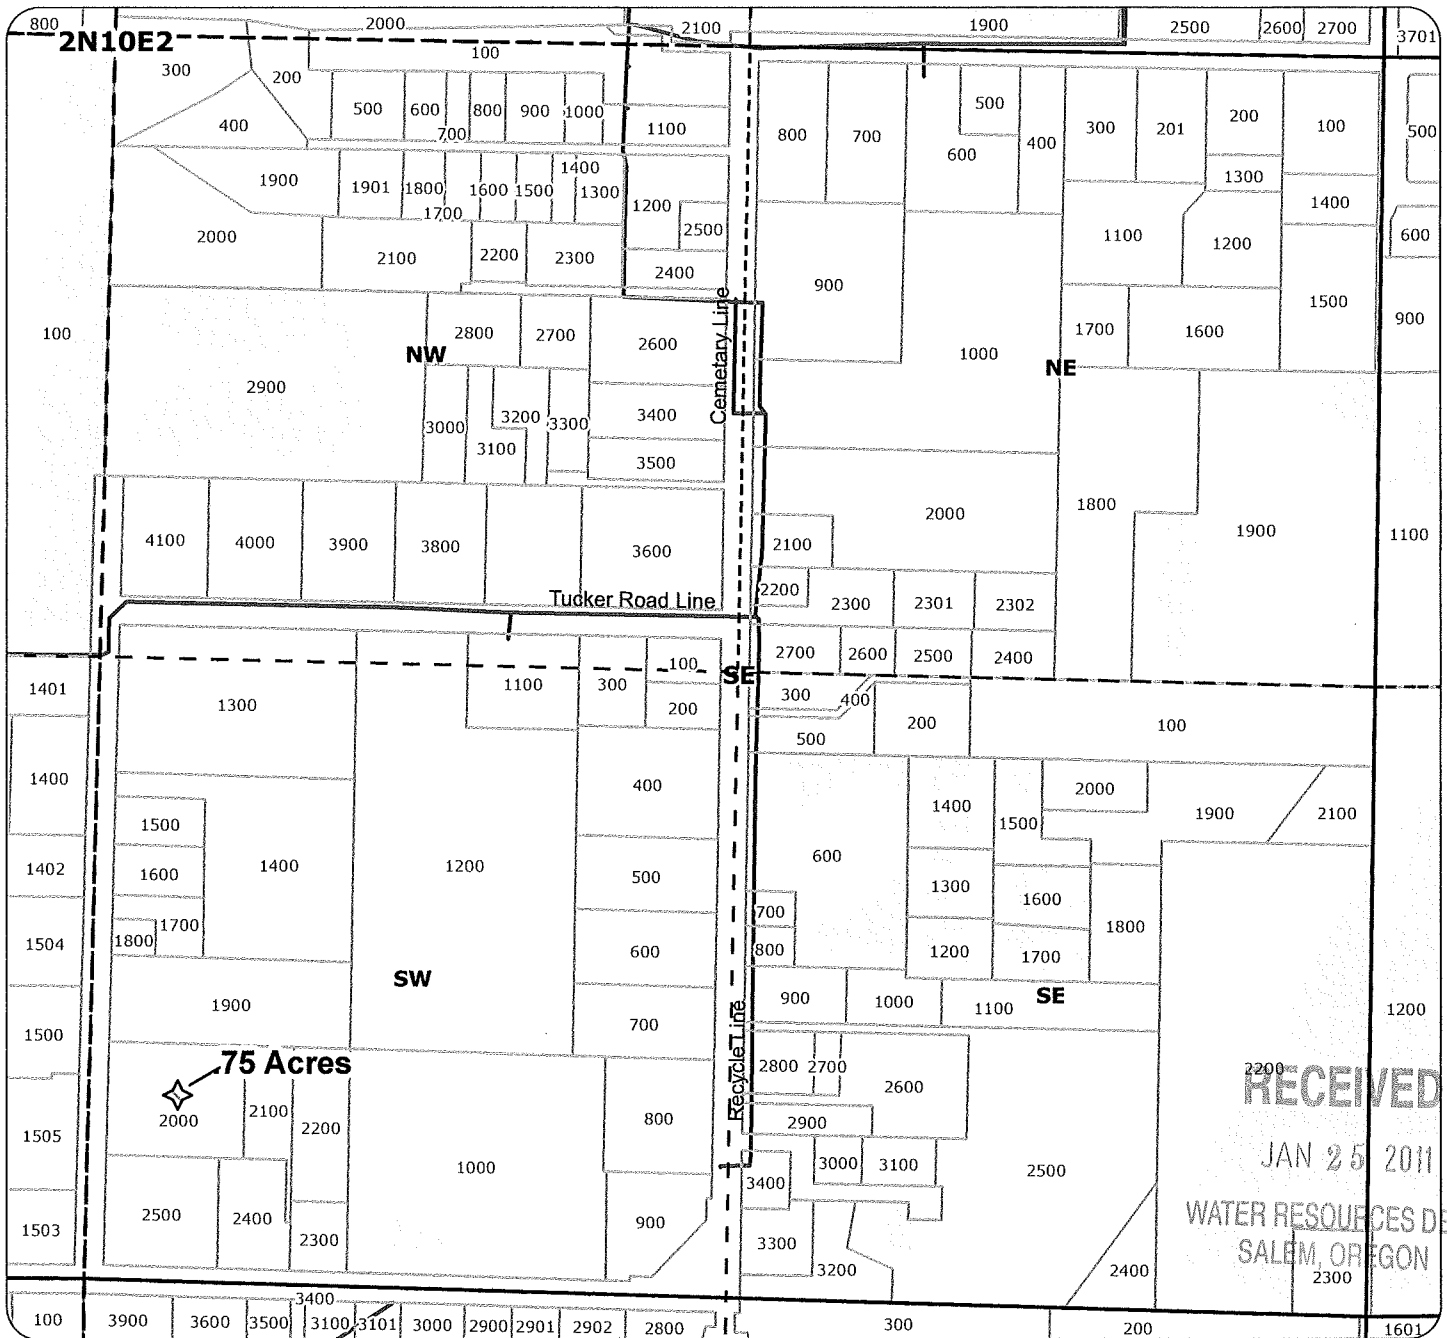 800 2000 2100 1900 2500 2600 2700 3701
2N10E2
300 200 100
500 600 700 800 900 1000
400 1100
800 700 500 600 400 300 201 200 100 500
1300 1400
1900 1901 1800 1700 1600 1500 1400 1300 1200 2500
2000 2100 2200 2300 2400
900 1100 1200 600
100 2800 2700 2600 1000 1700 1600 1500 900
NW
NE
Cemetary Line
2900
3000 3200 3100 3300 3400 3500
2000 1800 1900 1100
4100 4000 3900 3800 3600
2100
2200 2300 2301 2302
Tucker Road Line
2700 2600 2500 2400
SE
1401 1300 1100 300 100 200
300 400 500 200 100
1400 1500 1400 1200 400
600 1400 1500 2000 1900 2100
1402 1600 500
1300 1600 700
1504 1700 1800 600
800 1200 1700 1800
SW
SE
1500 1900 700
900 1000 1100 1200
Recycle Line
.75 Acres
2800 2700 2600 2200
RECEIVED
2000 2100 2200 800
2900
1505 1000
3000 3100 2500
JAN 25 2011
3400
WATER RESOURCES DE
SALEM, OREGON
1503 2500 2400 2300 900
3300 3200 2400 2300
3400
100 3900 3600 3500 3100 3101 3000 2900 2901 2902 2800 300 200 1601